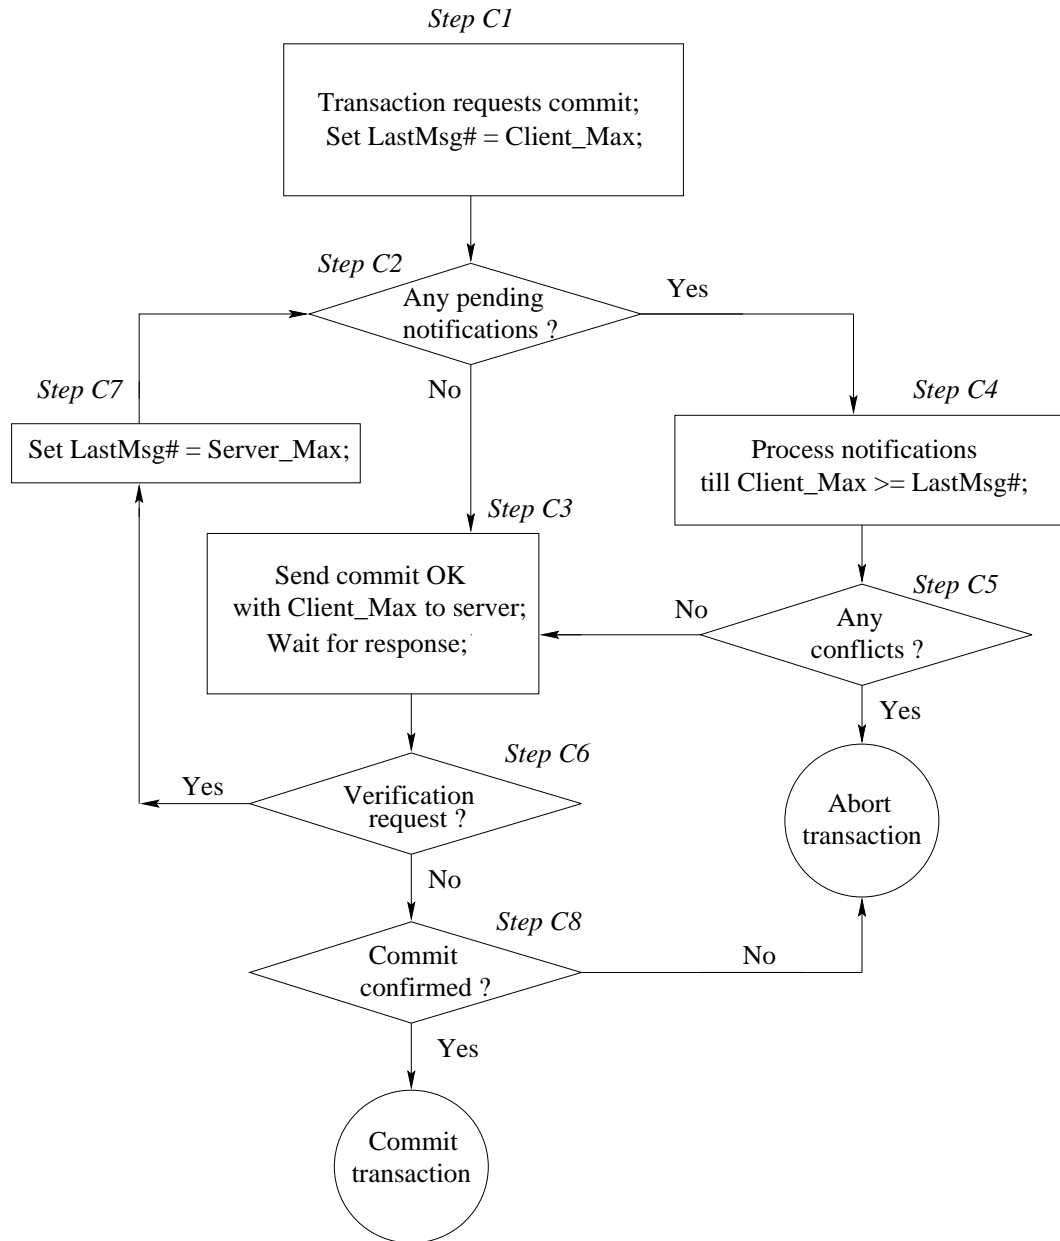 Step C1
Transaction requests commit;
Set LastMsg# = Client_Max;
Step C2
Any pending
notifications ?
Yes
No
Step C7
Set LastMsg# = Server_Max;
Step C4
Process notifications
till Client_Max >= LastMsg#;
Step C3
Send commit OK
with Client_Max to server;
Wait for response;
Step C5
Any
conflicts ?
No
Yes
Step C6
Verification
request ?
Yes
No
Abort
transaction
Step C8
Commit
confirmed ?
No
Yes
Commit
transaction